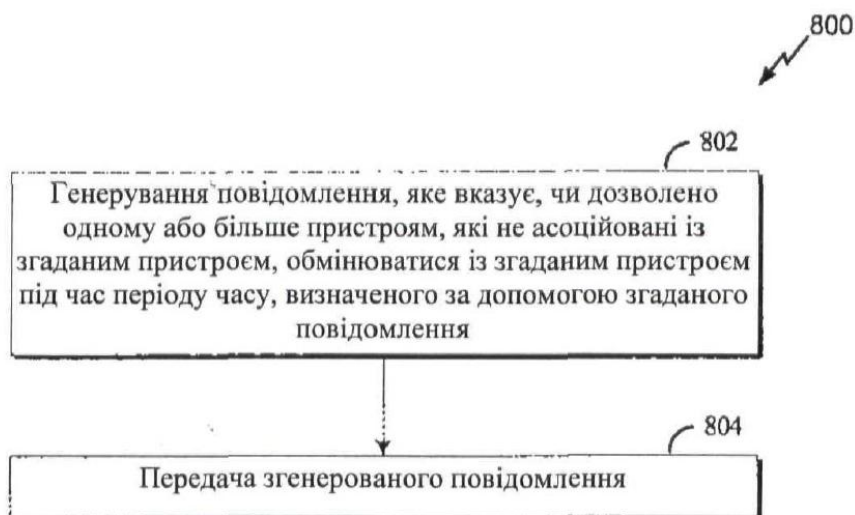 800
802
Генерування повідомлення, яке вказує, чи дозволено
одному або більше пристроям, які не асоційовані із
згаданим пристроєм, обмінюватися із згаданим пристроєм
під час періоду часу, визначеного за допомогою згаданого
повідомлення
804
Передача згенерованого повідомлення